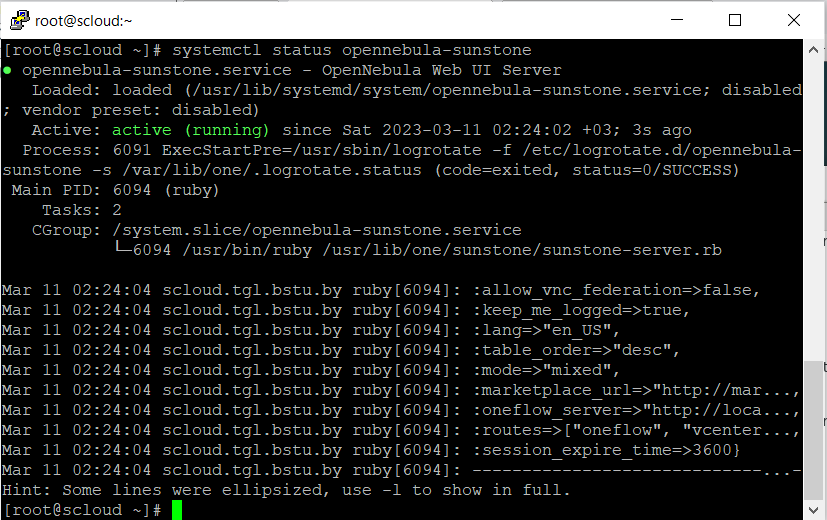 root@scloud:~
[root@scloud ~]# systemctl status opennebula-sunstone
● opennebula-sunstone.service - OpenNebula Web UI Server
   Loaded: loaded (/usr/lib/systemd/system/opennebula-sunstone.service; disabled
; vendor preset: disabled)
   Active: active (running) since Sat 2023-03-11 02:24:02 +03; 3s ago
  Process: 6091 ExecStartPre=/usr/sbin/logrotate -f /etc/logrotate.d/opennebula-
sunstone -s /var/lib/one/.logrotate.status (code=exited, status=0/SUCCESS)
 Main PID: 6094 (ruby)
    Tasks: 2
   CGroup: /system.slice/opennebula-sunstone.service
           └─6094 /usr/bin/ruby /usr/lib/one/sunstone/sunstone-server.rb
Mar 11 02:24:04 scloud.tgl.bstu.by ruby[6094]: :allow_vnc_federation=>false,
Mar 11 02:24:04 scloud.tgl.bstu.by ruby[6094]: :keep_me_logged=>true,
Mar 11 02:24:04 scloud.tgl.bstu.by ruby[6094]: :lang=>"en_US",
Mar 11 02:24:04 scloud.tgl.bstu.by ruby[6094]: :table_order=>"desc",
Mar 11 02:24:04 scloud.tgl.bstu.by ruby[6094]: :mode=>"mixed",
Mar 11 02:24:04 scloud.tgl.bstu.by ruby[6094]: :marketplace_url=>"http://mar...,
Mar 11 02:24:04 scloud.tgl.bstu.by ruby[6094]: :oneflow_server=>"http://loca...,
Mar 11 02:24:04 scloud.tgl.bstu.by ruby[6094]: :routes=>["oneflow", "vcenter...,
Mar 11 02:24:04 scloud.tgl.bstu.by ruby[6094]: :session_expire_time=>3600}
Mar 11 02:24:04 scloud.tgl.bstu.by ruby[6094]: -----------------------------...-
Hint: Some lines were ellipsized, use -l to show in full.
[root@scloud ~]#